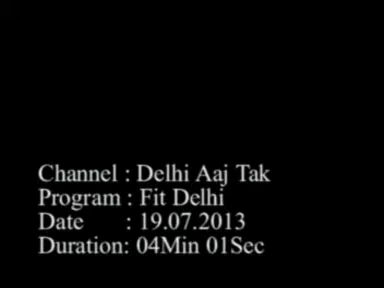 Channel : Delhi Aaj Tak
Program : Fit Delhi
Date : 19.07.2013
Duration: 04Min 01Sec